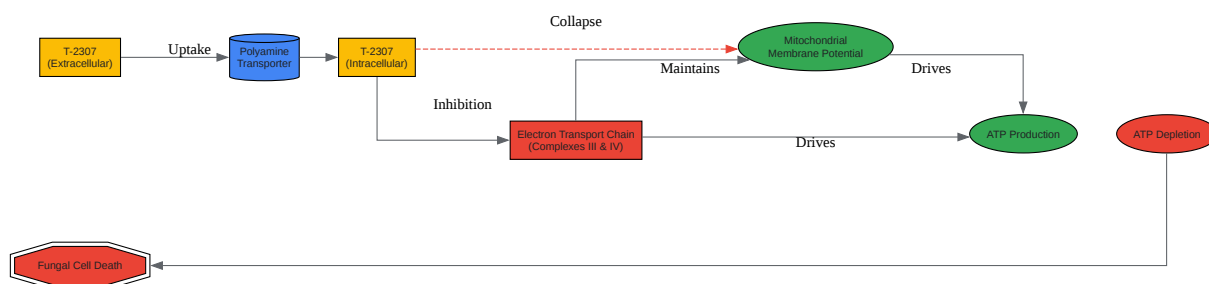 Collapse
T-2307
(Extracellular)
Uptake
Polyamine
Transporter
T-2307
(Intracellular)
Mitochondrial
Membrane Potential
Maintains
Drives
Inhibition
Electron Transport Chain
(Complexes III & IV)
Drives
ATP Production
ATP Depletion
Fungal Cell Death